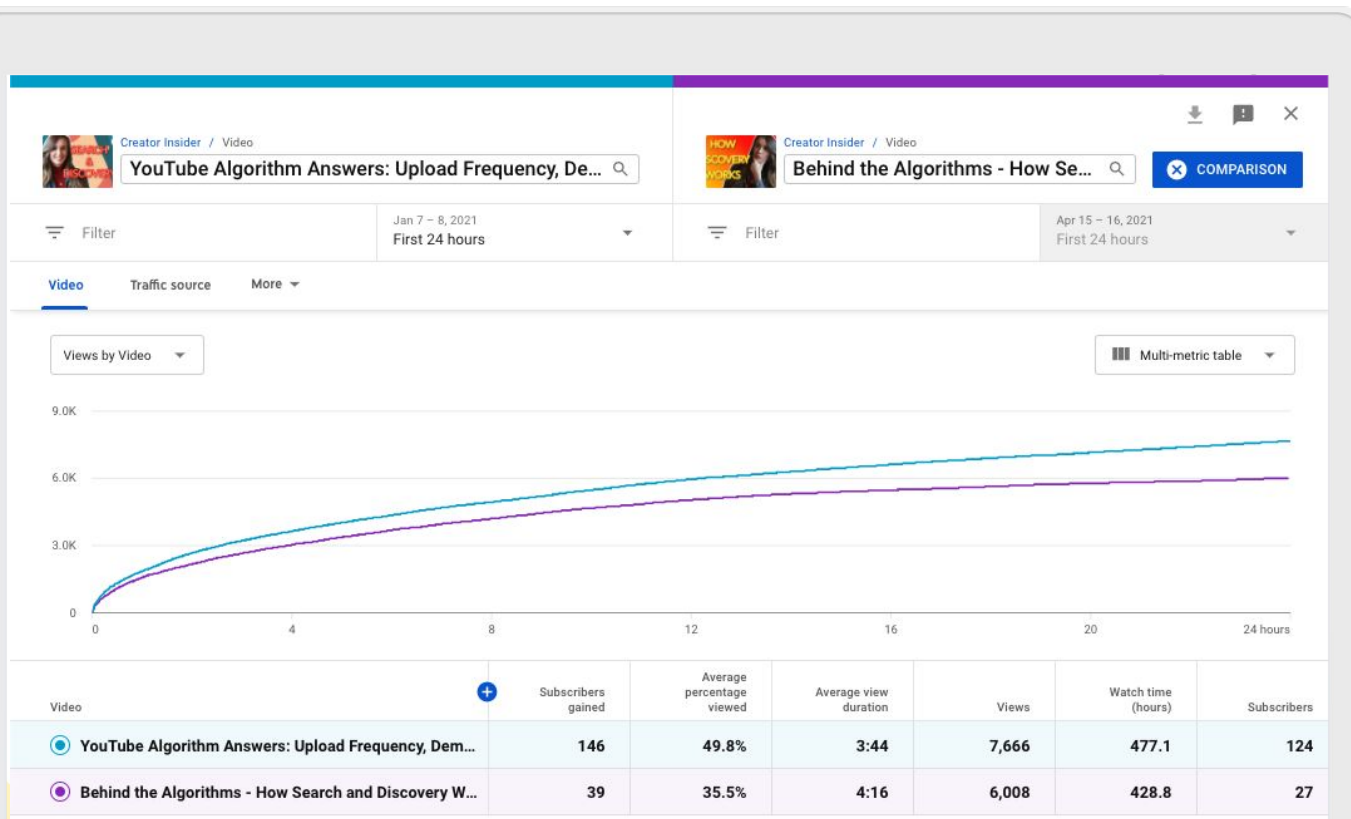 SEARCH
&
DISCOVER
Creator Insider / Video
YouTube Algorithm Answers: Upload Frequency, De...
HOW
DISCOVERY
WORKS
Creator Insider / Video
Behind the Algorithms - How Se...
COMPARISON
Filter
Jan 7 – 8, 2021
First 24 hours
Filter
Apr 15 – 16, 2021
First 24 hours
Video Traffic source More
Views by Video
Multi-metric table
9.0K
6.0K
3.0K
0
0 4 8 12 16 20 24 hours
Video
Subscribers
gained
Average
percentage
viewed
Average view
duration
Views
Watch time
(hours)
Subscribers
YouTube Algorithm Answers: Upload Frequency, Dem... 146 49.8% 3:44 7,666 477.1 124
Behind the Algorithms - How Search and Discovery W... 39 35.5% 4:16 6,008 428.8 27